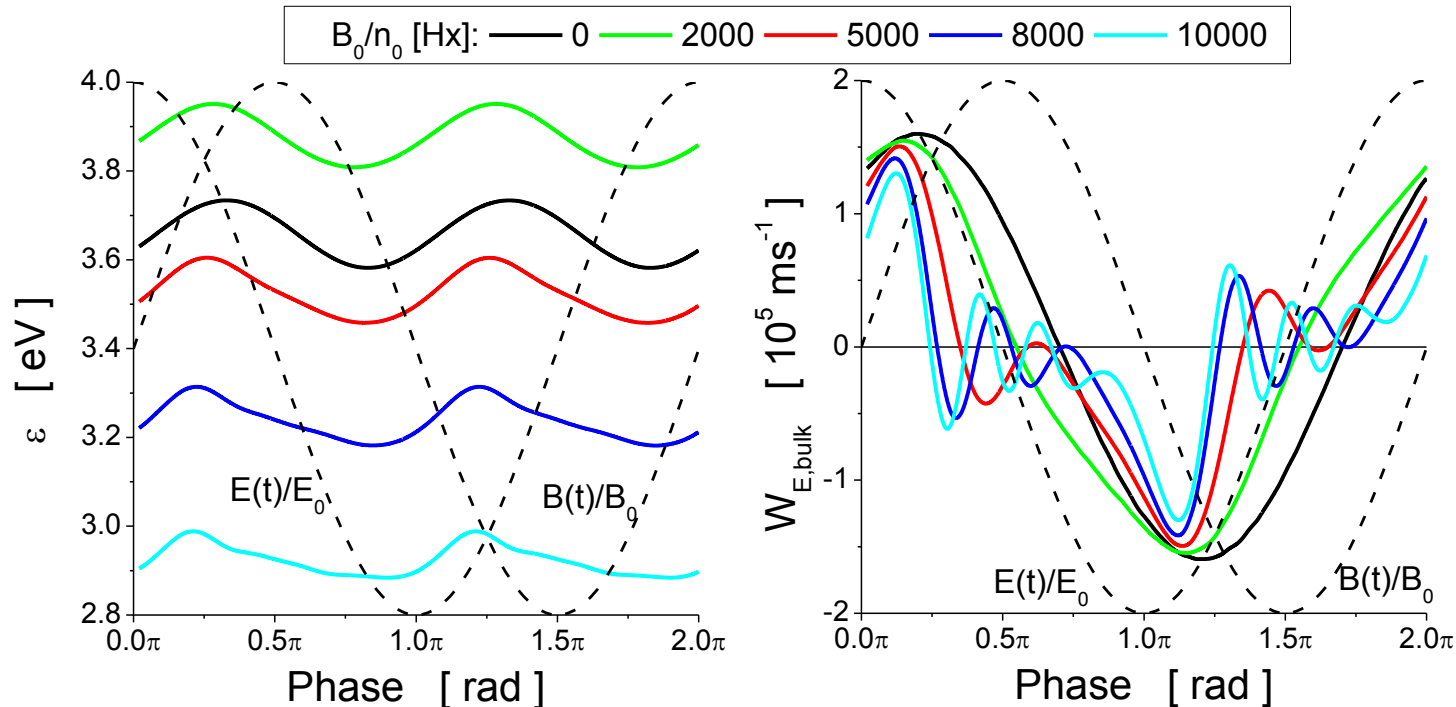 B₀/n₀ [Hx]: 0 2000 5000 8000 10000
4.0
3.8
3.6
3.4
3.2
3.0
2.8
ε [ eV ]
E(t)/E₀
B(t)/B₀
0.0π 0.5π 1.0π 1.5π 2.0π
Phase [ rad ]
2
1
0
-1
-2
W_E,bulk [ 10⁵ ms⁻¹ ]
E(t)/E₀
B(t)/B₀
0.0π 0.5π 1.0π 1.5π 2.0π
Phase [ rad ]